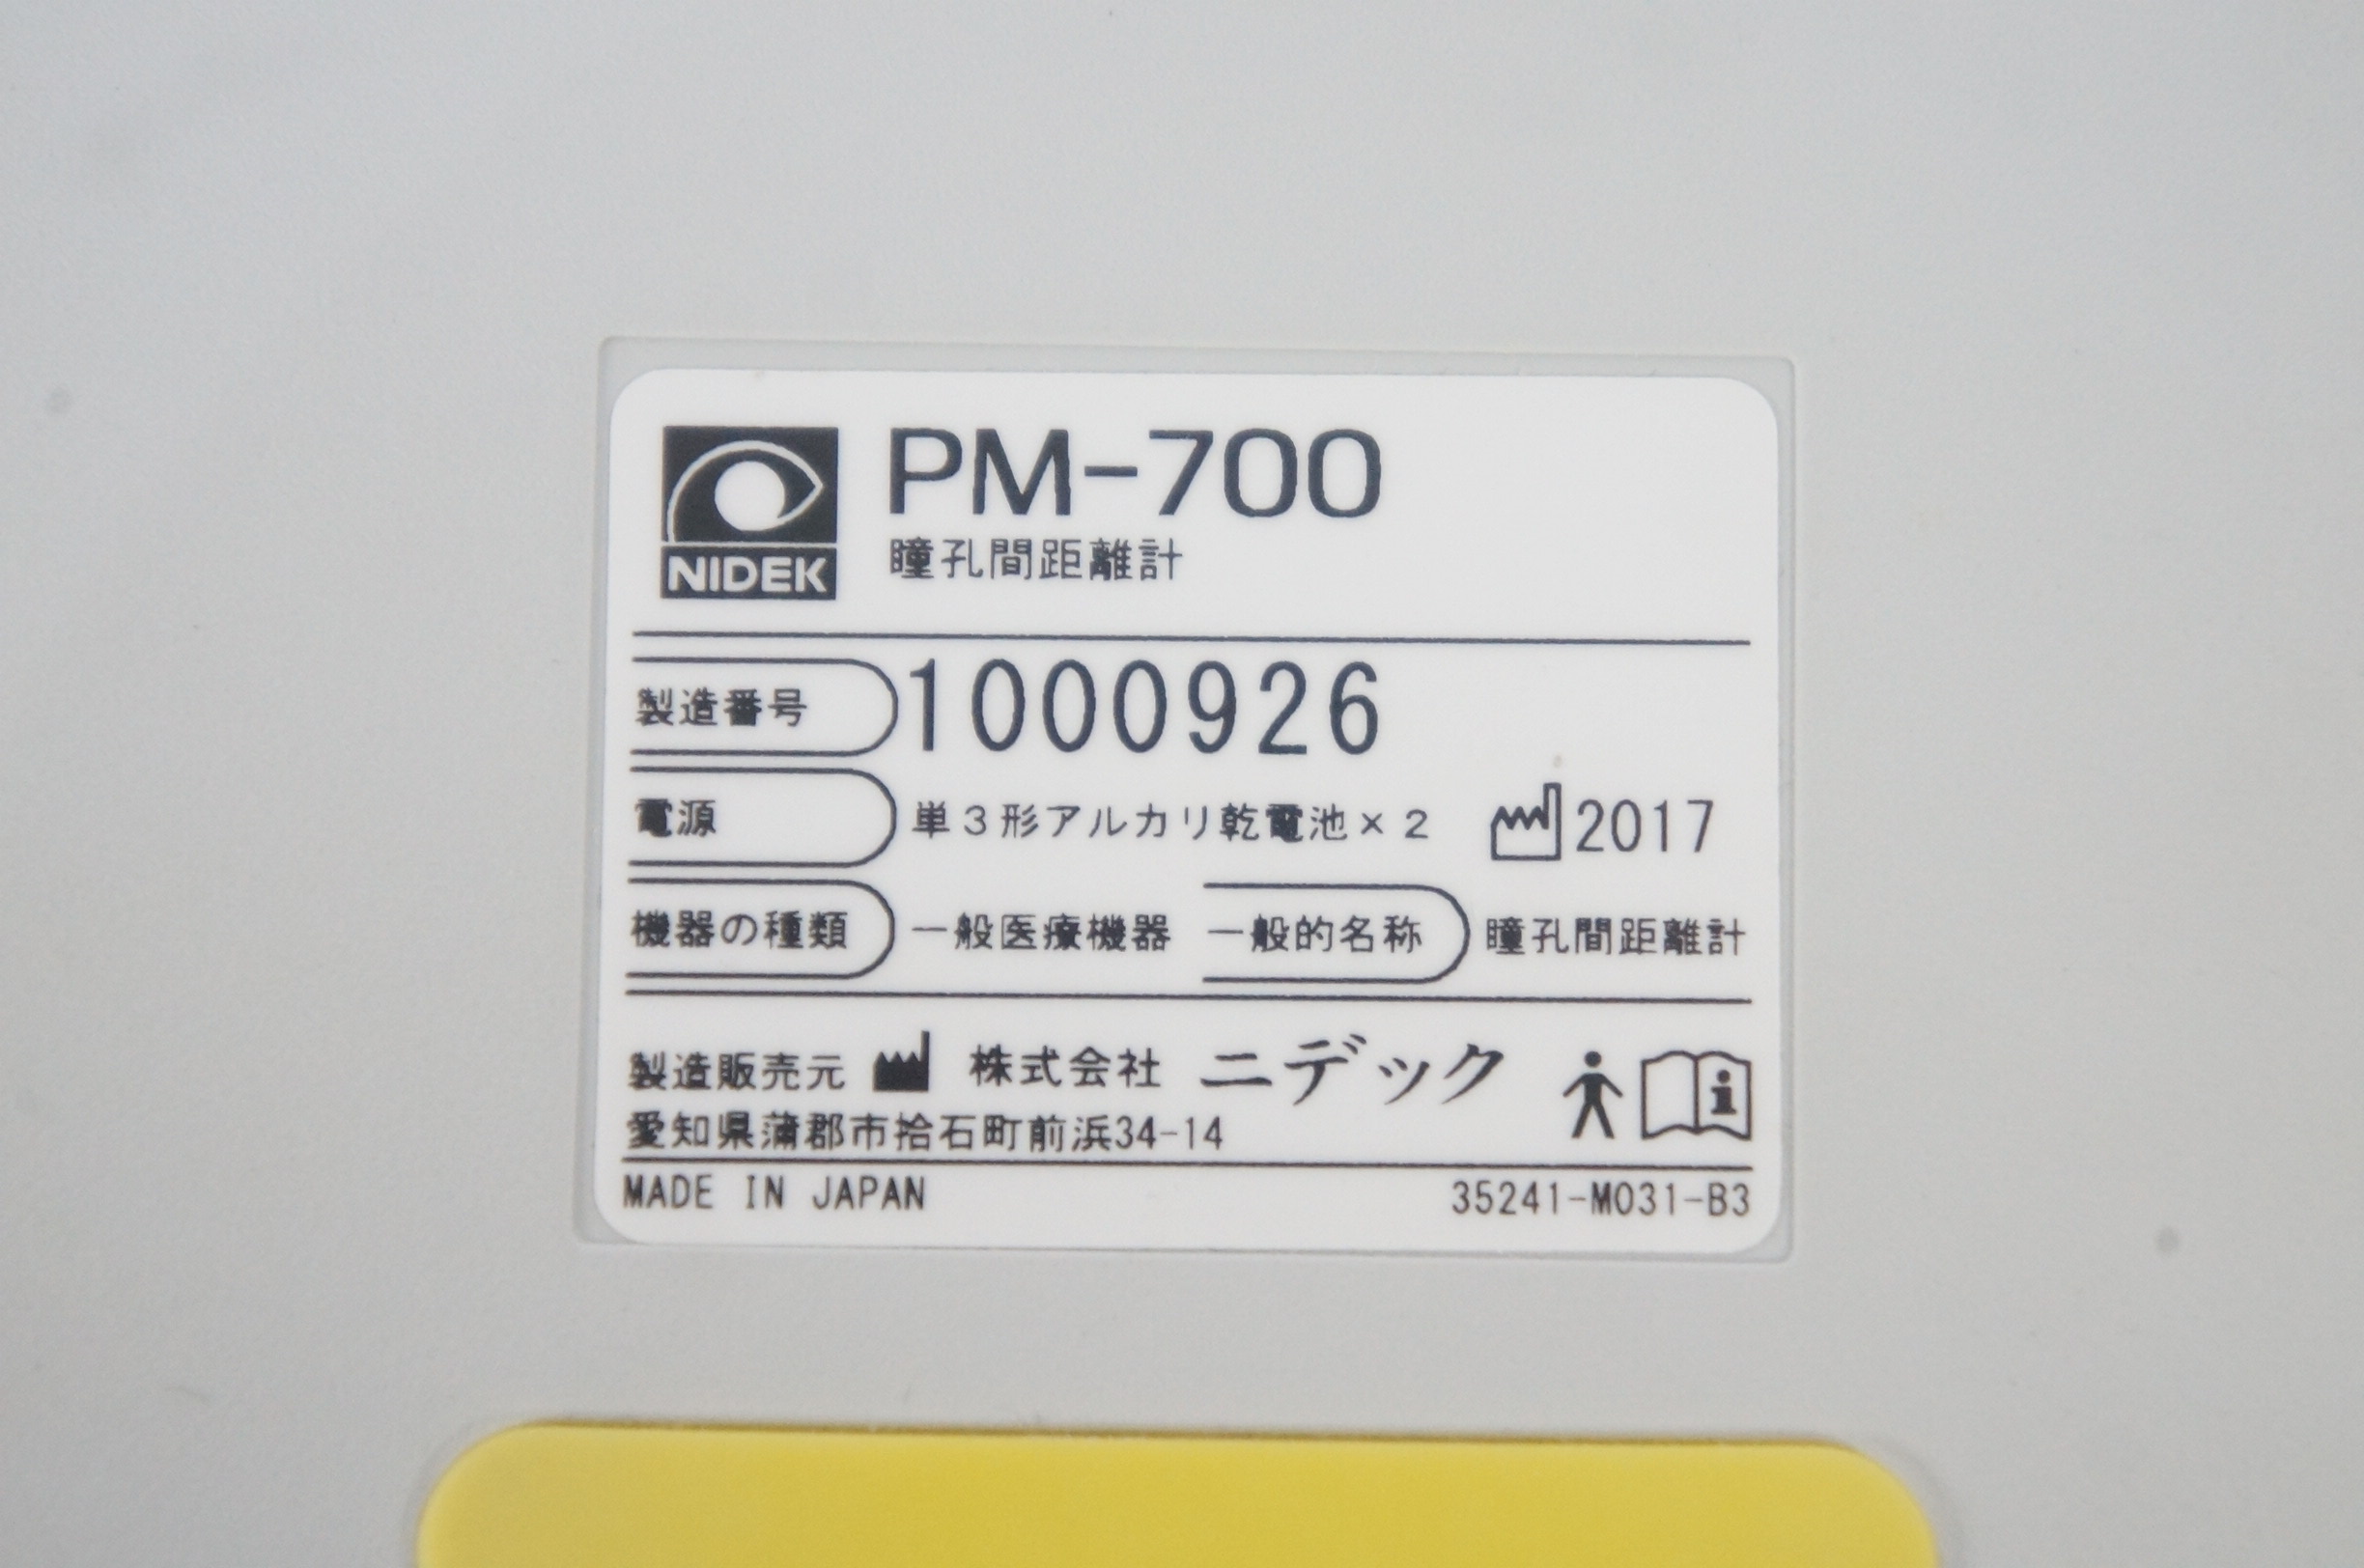 NIDEK
PM-700
瞳孔間距離計
製造番号 1000926
電源 単3形アルカリ乾電池×2 2017
機器の種類 一般医療機器 一般的名称 瞳孔間距離計
製造販売元 株式会社 ニデック
愛知県蒲郡市拾石町前浜34-14
MADE IN JAPAN 35241-M031-B3